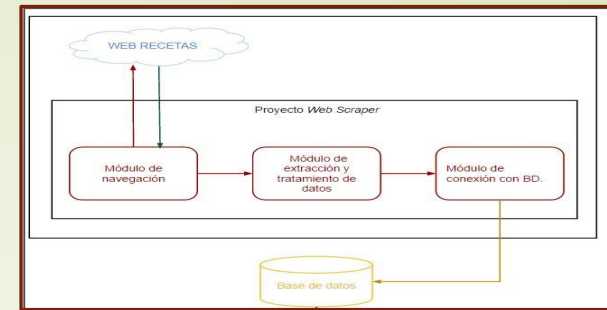 WEB RECETAS
Proyecto Web Scraper
Módulo de
navegación
Módulo de
extracción y
tratamiento de
datos
Módulo de
conexión con BD.
Base de datos